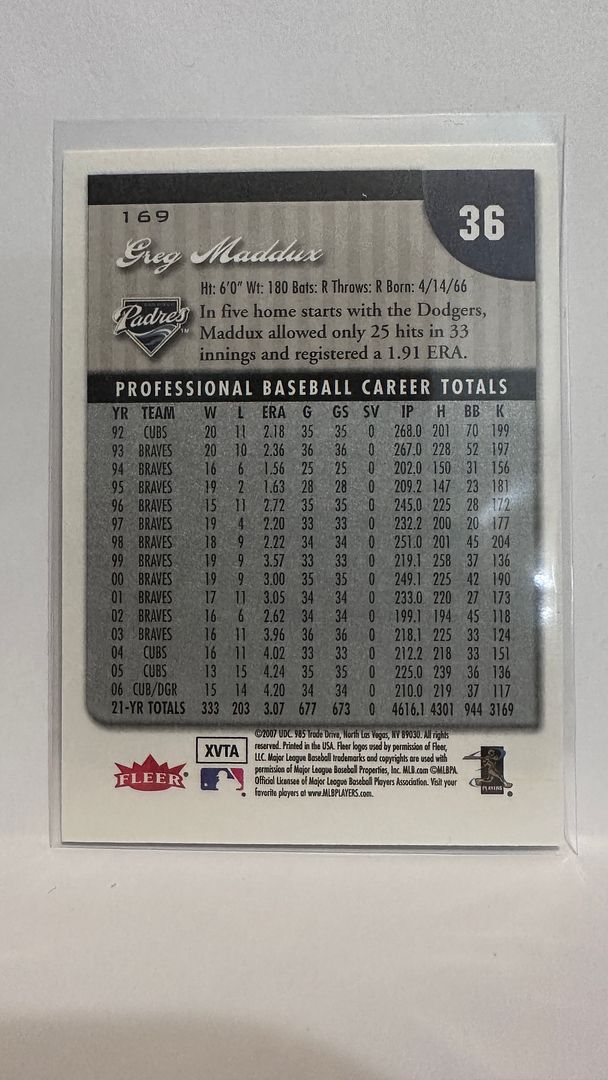 169
36
Greg Maddux
Ht: 6'0" Wt: 180 Bats: R Throws: R Born: 4/14/66
Padres
TM
In five home starts with the Dodgers,
Maddux allowed only 25 hits in 33
innings and registered a 1.91 ERA.
PROFESSIONAL BASEBALL CAREER TOTALS
YR TEAM W L ERA G GS SV IP H BB K
92 CUBS 20 11 2.18 35 35 0 268.0 201 70 199
93 BRAVES 20 10 2.36 36 36 0 267.0 228 52 197
94 BRAVES 16 6 1.56 25 25 0 202.0 150 31 156
95 BRAVES 19 2 1.63 28 28 0 209.2 147 23 181
96 BRAVES 15 11 2.72 35 35 0 245.0 225 28 172
97 BRAVES 19 4 2.20 33 33 0 232.2 200 20 177
98 BRAVES 18 9 2.22 34 34 0 251.0 201 45 204
99 BRAVES 19 9 3.57 33 33 0 219.1 258 37 136
00 BRAVES 19 9 3.00 35 35 0 249.1 225 42 190
01 BRAVES 17 11 3.05 34 34 0 233.0 220 27 173
02 BRAVES 16 6 2.62 34 34 0 199.1 194 45 118
03 BRAVES 16 11 3.96 36 36 0 218.1 225 33 124
04 CUBS 16 11 4.02 33 33 0 212.2 218 33 151
05 CUBS 13 15 4.24 35 35 0 225.0 239 36 136
06 CUB/DGR 15 14 4.20 34 34 0 210.0 219 37 117
21-YR TOTALS 333 203 3.07 677 673 0 4616.1 4301 944 3169
©2007 UDC. 985 Trade Drive, North Las Vegas, NV 89030. All rights
reserved. Printed in the USA. Fleer logos used by permission of Fleer,
LLC. Major League Baseball trademarks and copyrights are used with
permission of Major League Baseball Properties, Inc. MLB.com ©MLBPA.
Official Licensee of Major League Baseball Players Association. Visit your
favorite players at www.MLBPLAYERS.com.
XVTA
FLEER
PLAYERS